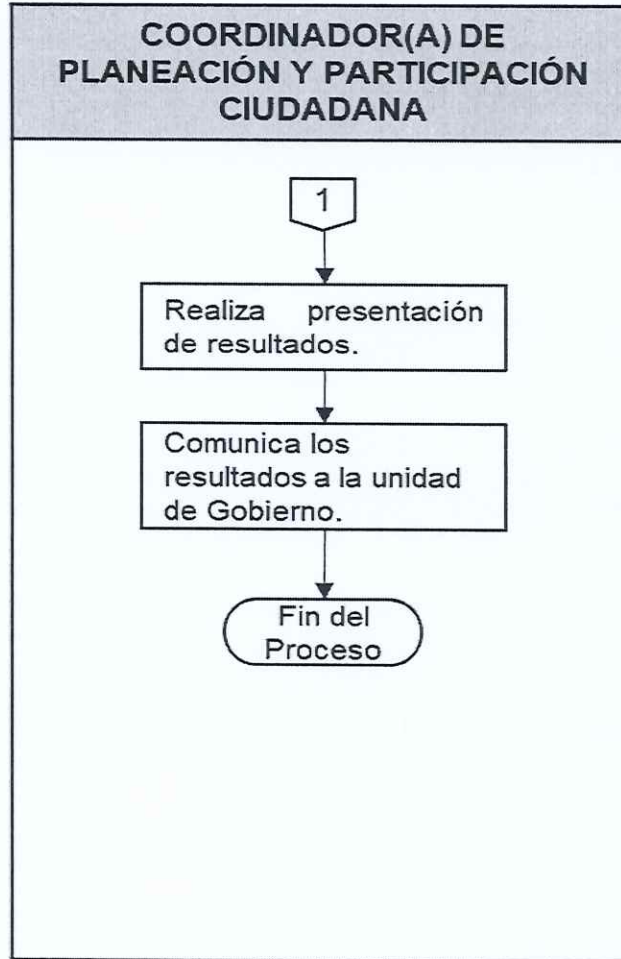 COORDINADOR(A) DE
PLANEACIÓN Y PARTICIPACIÓN
CIUDADANA
1
Realiza presentación
de resultados.
Comunica los
resultados a la unidad
de Gobierno.
Fin del
Proceso